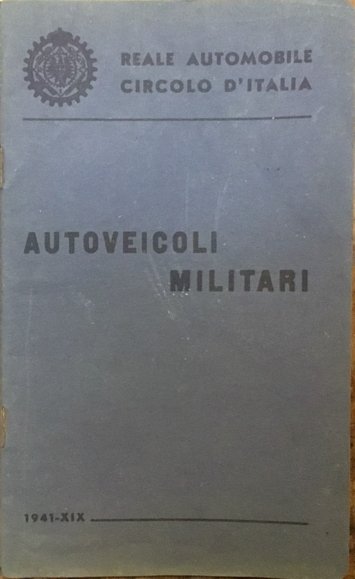 REALE AUTOMOBILE
CIRCOLO D'ITALIA
AUTOVEICOLI
MILITARI
1941-XIX